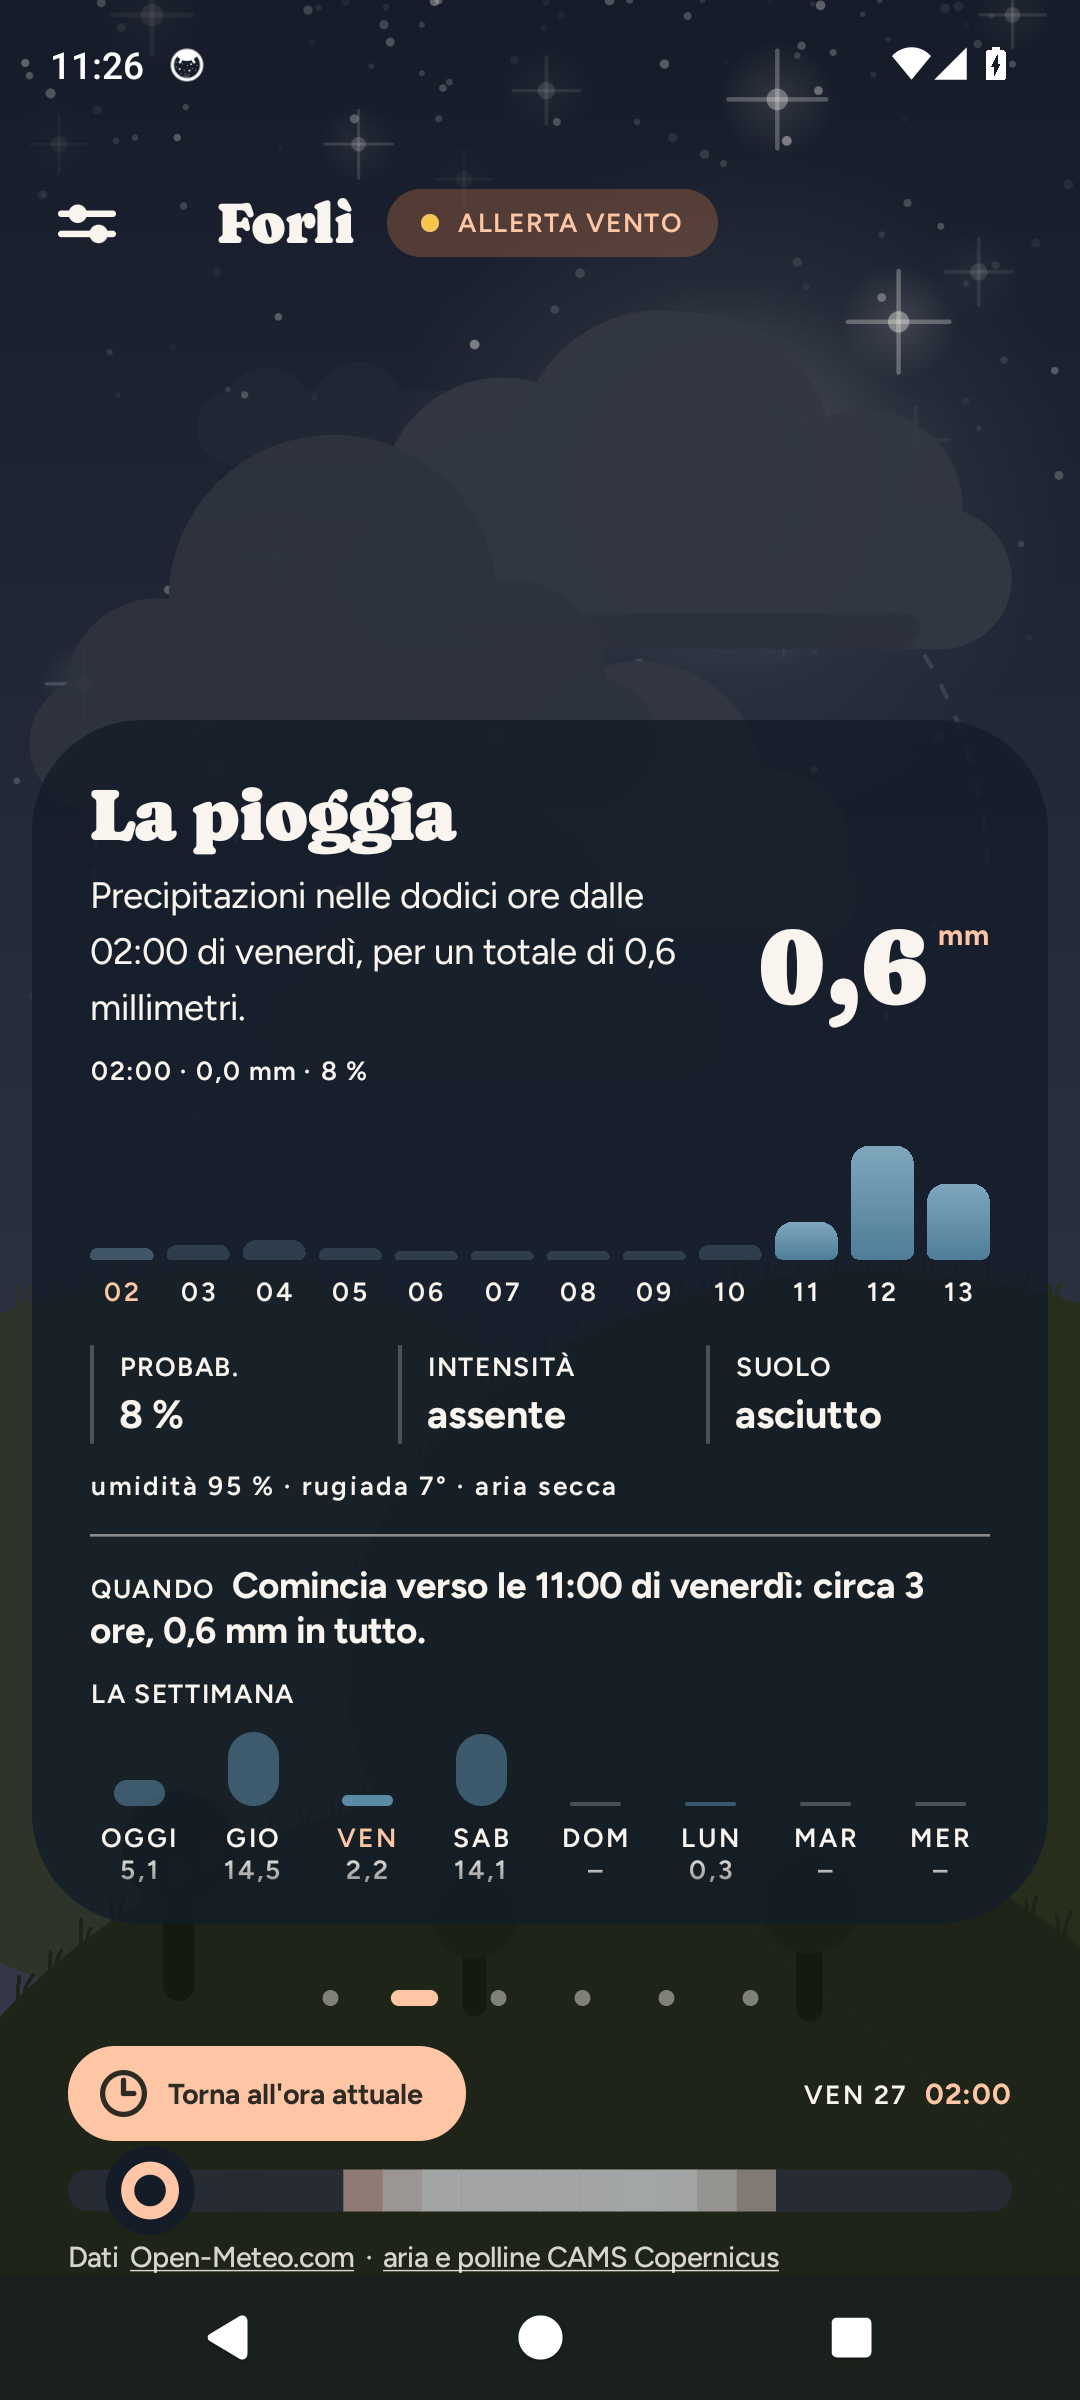 11:26
Forlì
ALLERTA VENTO
La pioggia
Precipitazioni nelle dodici ore dalle
02:00 di venerdì, per un totale di 0,6
millimetri.
0,6 mm
02:00 · 0,0 mm · 8 %
02 03 04 05 06 07 08 09 10 11 12 13
PROBAB. INTENSITÀ SUOLO
8 % assente asciutto
umidità 95 % · rugiada 7° · aria secca
QUANDO Comincia verso le 11:00 di venerdì: circa 3
ore, 0,6 mm in tutto.
LA SETTIMANA
OGGI GIO VEN SAB DOM LUN MAR MER
5,1 14,5 2,2 14,1 – 0,3 – –
Torna all'ora attuale
VEN 27 02:00
Dati Open-Meteo.com · aria e polline CAMS Copernicus